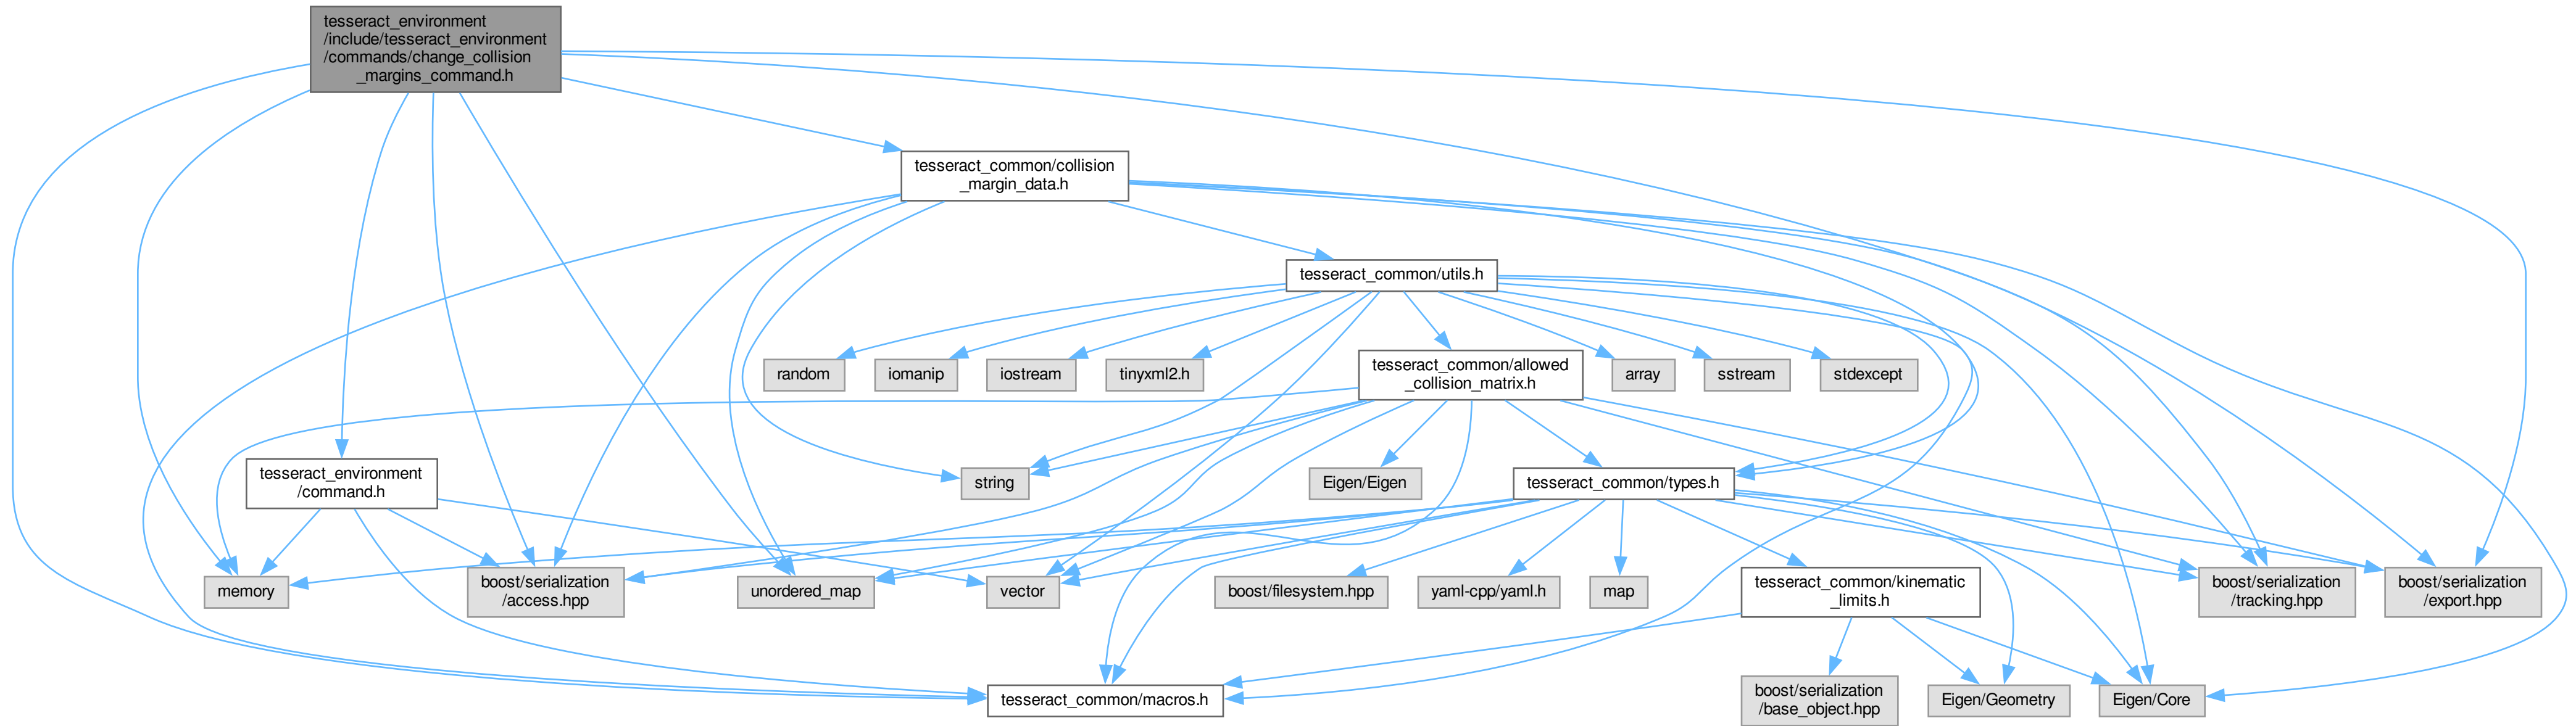 tesseract_environment
/include/tesseract_environment
/commands/change_collision
_margins_command.h
tesseract_common/collision
_margin_data.h
tesseract_common/utils.h
random
iomanip
iostream
tinyxml2.h
tesseract_common/allowed
_collision_matrix.h
array
sstream
stdexcept
tesseract_environment
/command.h
string
Eigen/Eigen
tesseract_common/types.h
memory
boost/serialization
/access.hpp
unordered_map
vector
boost/filesystem.hpp
yaml-cpp/yaml.h
map
tesseract_common/kinematic
_limits.h
boost/serialization
/tracking.hpp
boost/serialization
/export.hpp
tesseract_common/macros.h
boost/serialization
/base_object.hpp
Eigen/Geometry
Eigen/Core